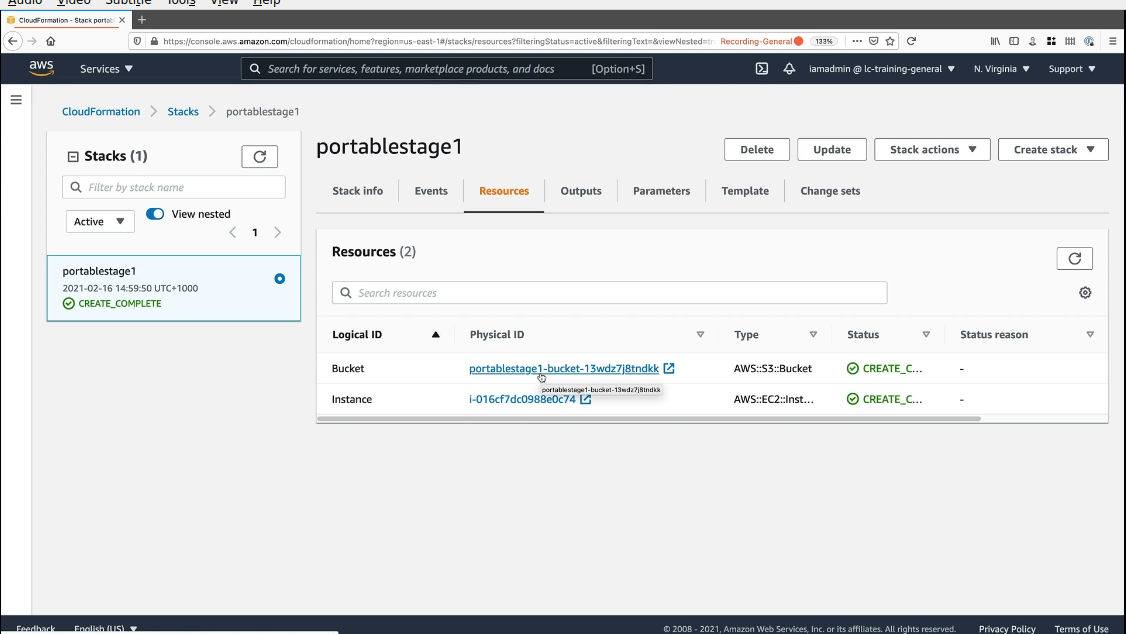 Audio Video Subtitle Tools View Help
CloudFormation - Stack portabl
https://console.aws.amazon.com/cloudformation/home?region=us-east-1#/stacks/resources?filteringStatus=active&filteringText=&viewNested=tr Recording-General 133%
aws Services Search for services, features, marketplace products, and docs [Option+S] iamadmin @ lc-training-general N. Virginia Support
CloudFormation Stacks portablestage1
Stacks (1)
Filter by stack name
Active View nested
1
portablestage1
2021-02-16 14:59:50 UTC+1000
CREATE_COMPLETE
portablestage1
Delete Update Stack actions Create stack
Stack info Events Resources Outputs Parameters Template Change sets
Resources (2)
Search resources
Logical ID Physical ID Type Status Status reason
Bucket portablestage1-bucket-13wdz7j8tndkk AWS::S3::Bucket CREATE_C... -
portablestage1-bucket-13wdz7j8tndkk
Instance i-016cf7dc0988e0c74 AWS::EC2::Inst... CREATE_C... -
Feedback English (US) © 2008 - 2021, Amazon Web Services, Inc. or its affiliates. All rights reserved. Privacy Policy Terms of Use